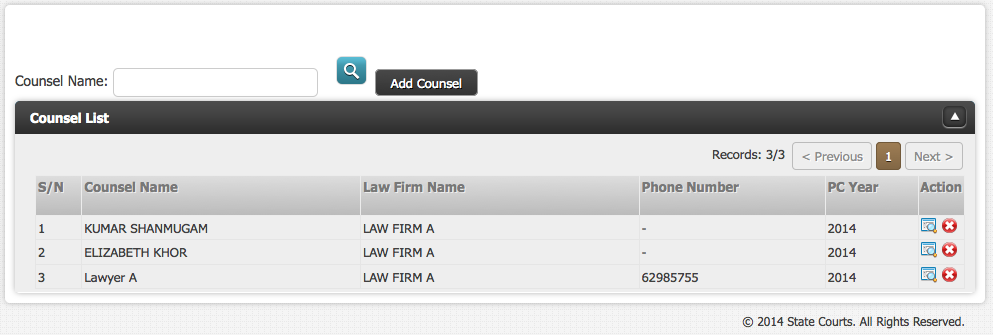 Counsel Name: Add Counsel
Counsel List
Records: 3/3 < Previous 1 Next >
S/N Counsel Name Law Firm Name Phone Number PC Year Action
1 KUMAR SHANMUGAM LAW FIRM A - 2014
2 ELIZABETH KHOR LAW FIRM A - 2014
3 Lawyer A LAW FIRM A 62985755 2014
© 2014 State Courts. All Rights Reserved.